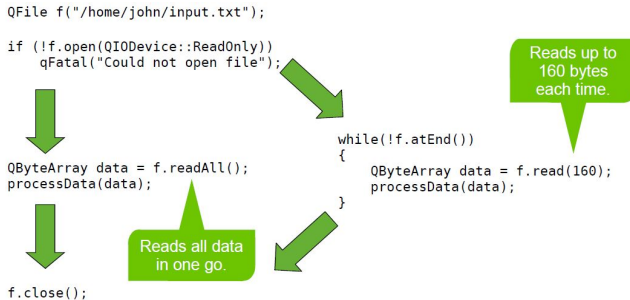 QFile f("/home/john/input.txt");
if (!f.open(QIODevice::ReadOnly))
    qFatal("Could not open file");
Reads up to
160 bytes
each time.
QByteArray data = f.readAll();
processData(data);
Reads all data
in one go.
while(!f.atEnd())
{
    QByteArray data = f.read(160);
    processData(data);
}
f.close();